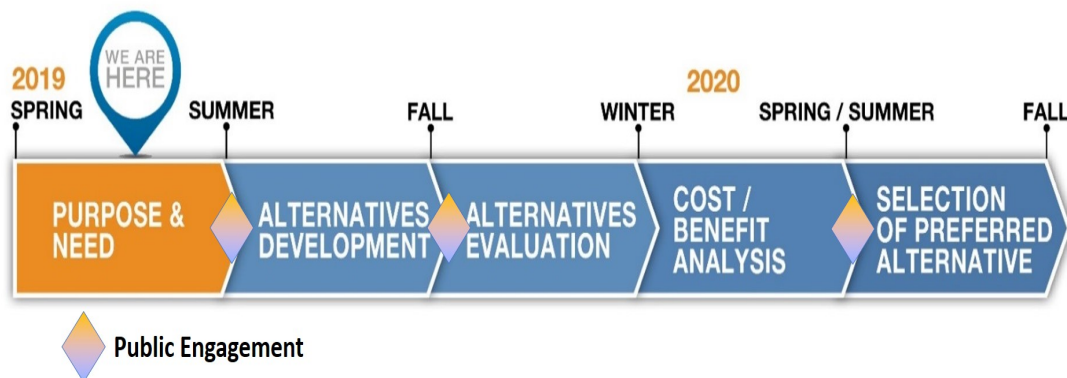 WE ARE
HERE
2019
2020
SPRING
SUMMER
FALL
WINTER
SPRING / SUMMER
FALL
PURPOSE &
NEED
ALTERNATIVES
DEVELOPMENT
ALTERNATIVES
EVALUATION
COST /
BENEFIT
ANALYSIS
SELECTION
OF PREFERRED
ALTERNATIVE
Public Engagement